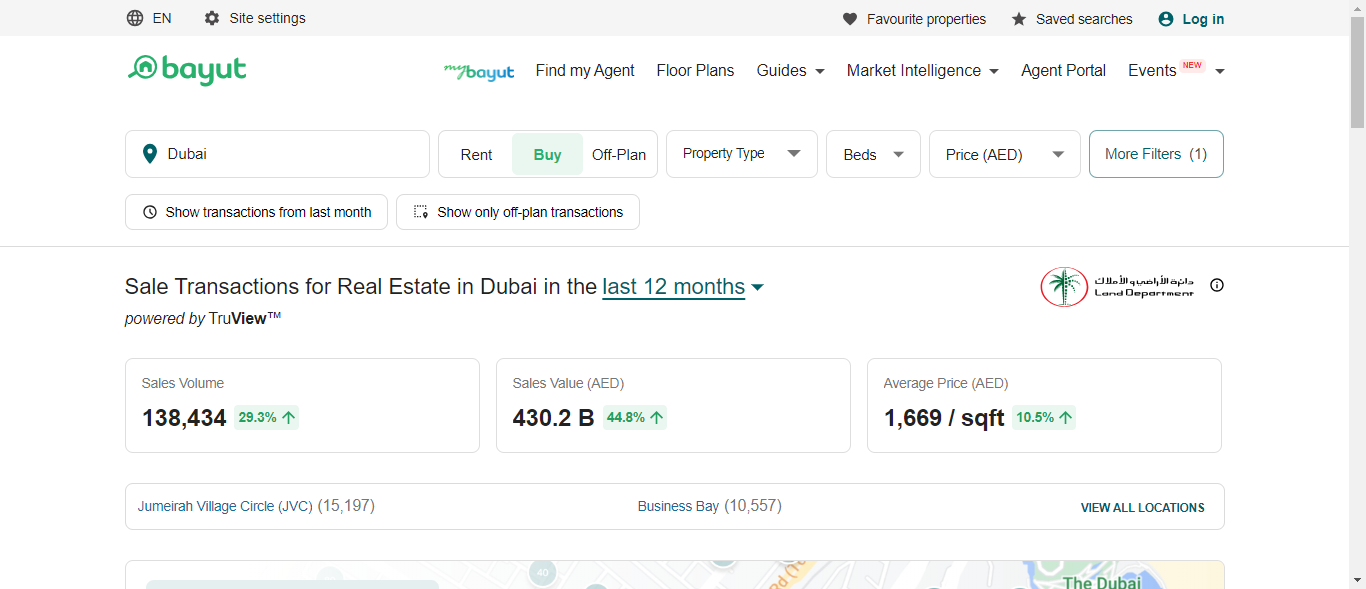 EN Site settings Favourite properties Saved searches Log in
bayut mybayut Find my Agent Floor Plans Guides Market Intelligence Agent Portal Events NEW
Dubai Rent Buy Off-Plan Property Type Beds Price (AED) More Filters (1)
Show transactions from last month Show only off-plan transactions
Sale Transactions for Real Estate in Dubai in the last 12 months
دائرة الأراضي و الأملاك
Land Department
powered by TruView™
Sales Volume Sales Value (AED) Average Price (AED)
138,434 29.3% 430.2 B 44.8% 1,669 / sqft 10.5%
Jumeirah Village Circle (JVC) (15,197) Business Bay (10,557) VIEW ALL LOCATIONS
40
The Dubai